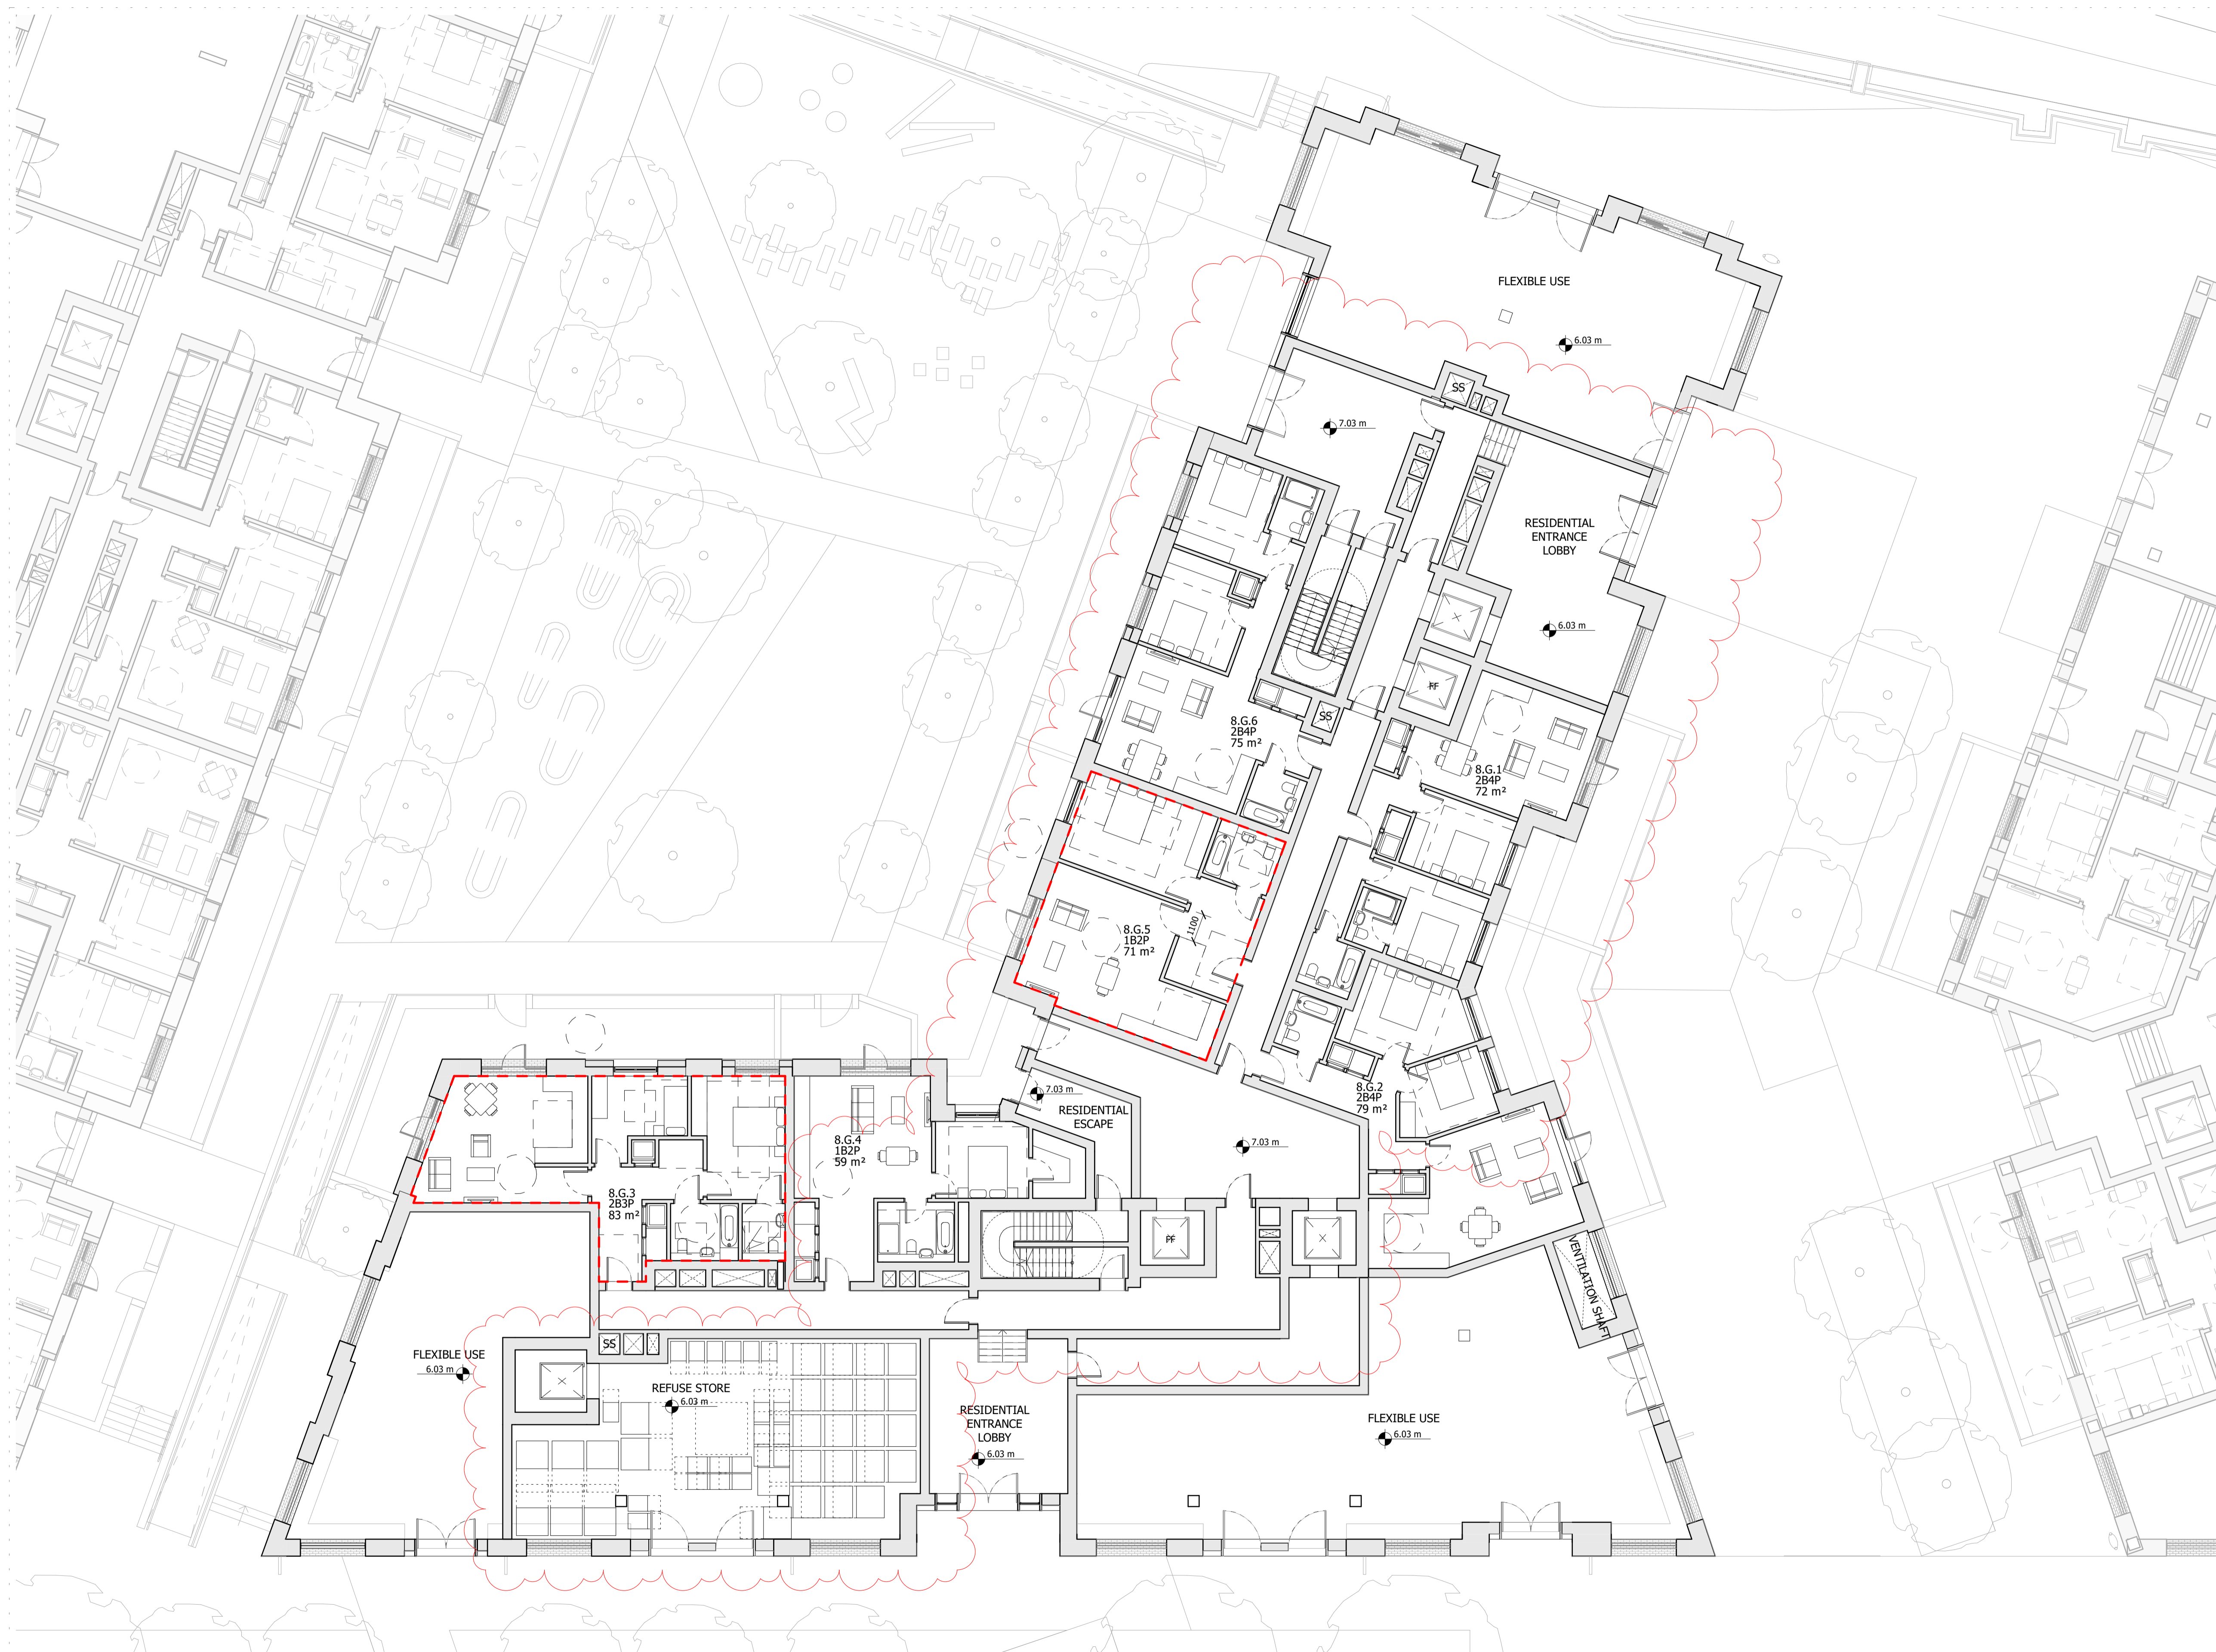 FLEXIBLE USE
6.03 m
SS
7.03 m
RESIDENTIAL
ENTRANCE
LOBBY
6.03 m
FF
SS
8.G.6
2B4P
75 m²
8.G.1
2B4P
72 m²
8.G.5
1B2P
71 m²
1100
8.G.2
2B4P
79 m²
7.03 m
RESIDENTIAL
ESCAPE
7.03 m
8.G.4
1B2P
59 m²
8.G.3
2B3P
83 m²
FF
VENTILATION SHAFT
SS
FLEXIBLE USE
6.03 m
REFUSE STORE
6.03 m
RESIDENTIAL
ENTRANCE
LOBBY
6.03 m
FLEXIBLE USE
6.03 m